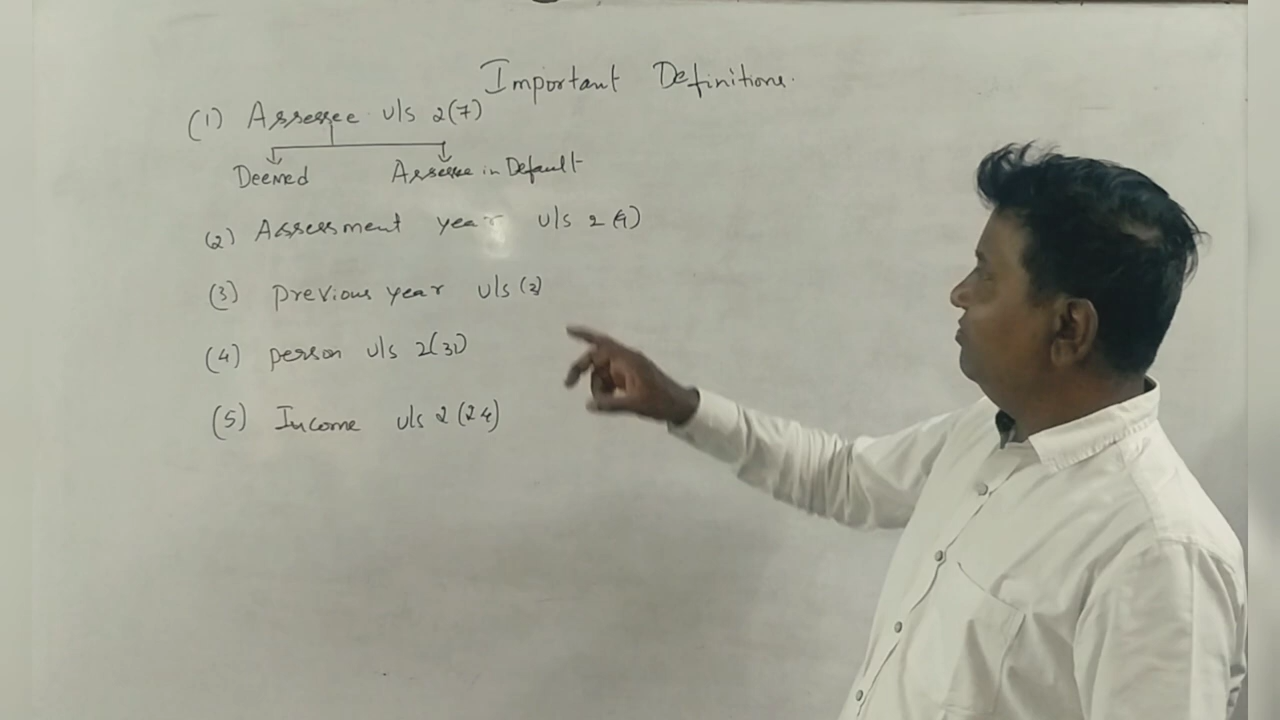 Important Definitions.
(1) Assessee u/s 2(7)
Deemed Assessee in Default
(2) Assessment year u/s 2(9)
(3) previous year u/s (3)
(4) person u/s 2(31)
(5) Income u/s 2(24)